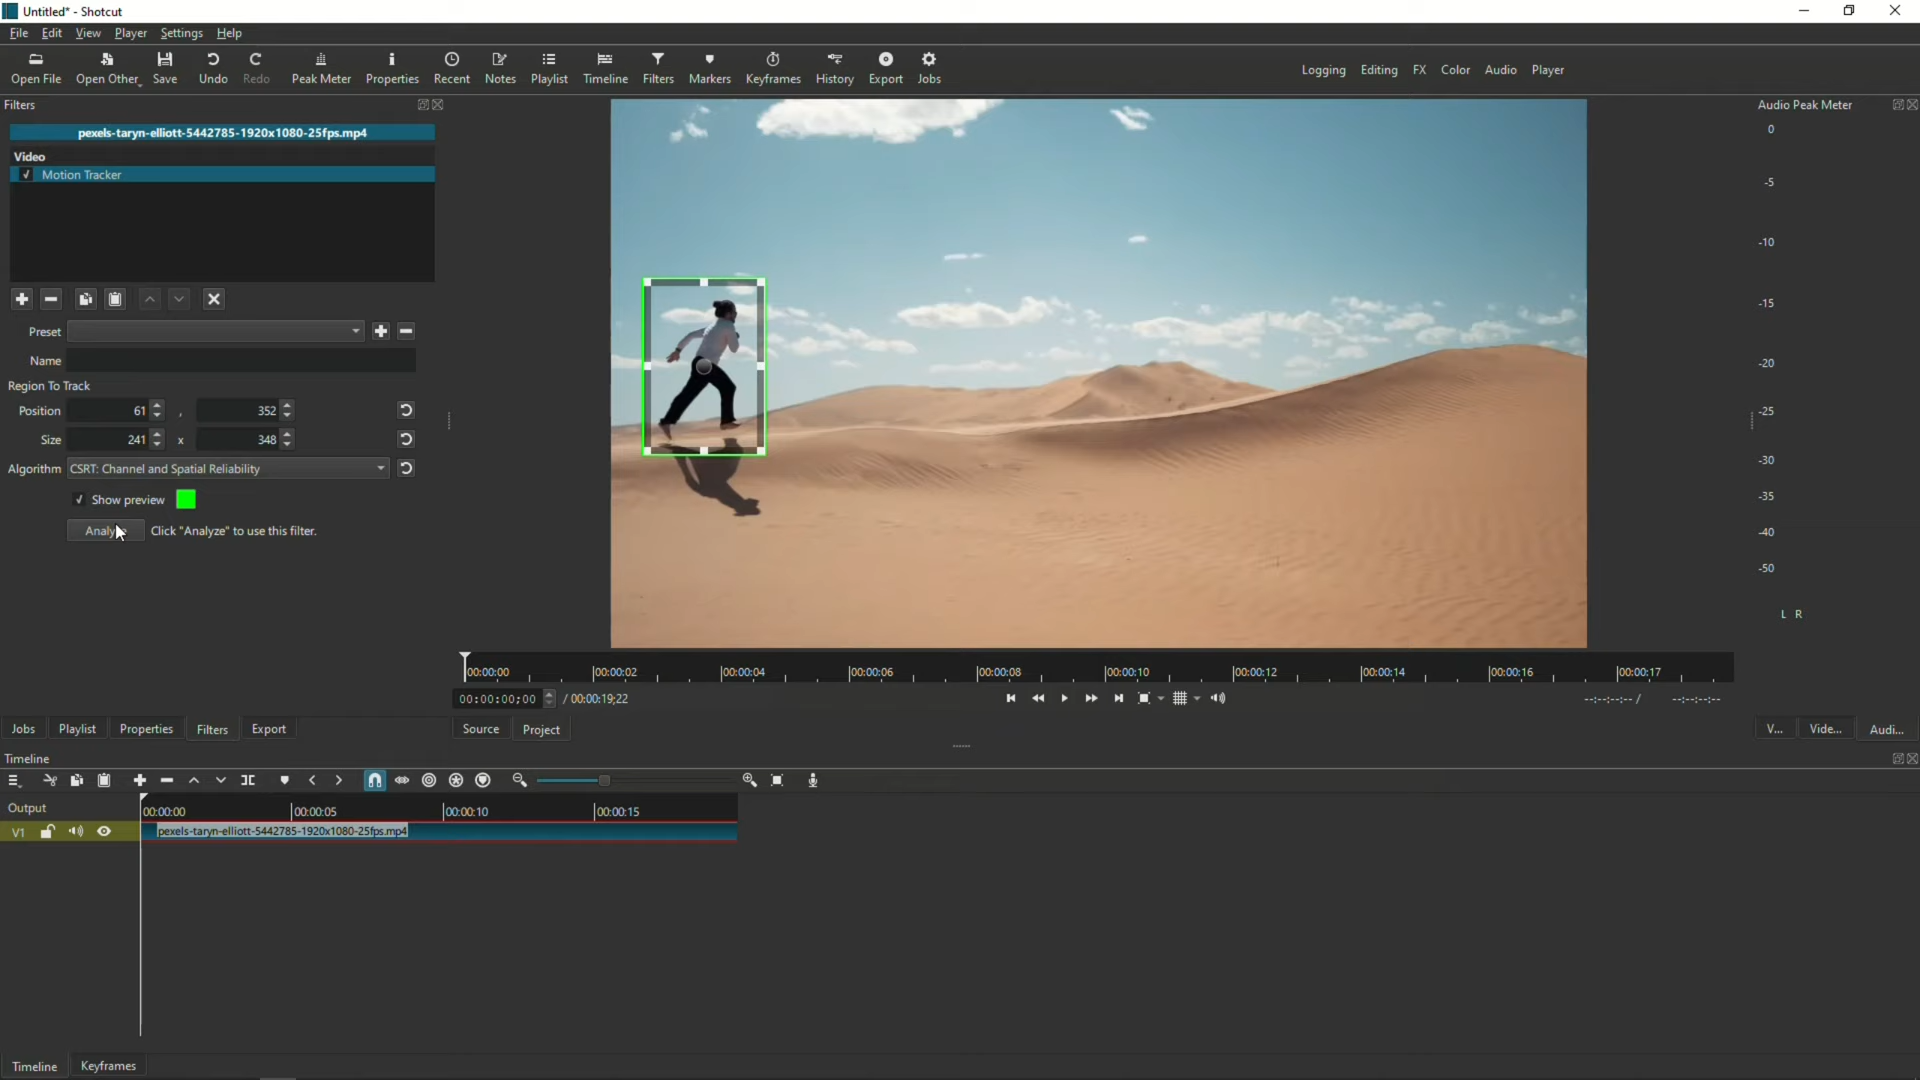 Untitled* - Shotcut
File Edit View Player Settings Help
Open File Open Other Save Undo Redo Peak Meter Properties Recent Notes Playlist Timeline Filters Markers Keyframes History Export Jobs
Logging Editing FX Color Audio Player
Filters
Audio Peak Meter
pexels-taryn-elliott-5442785-1920x1080-25fps.mp4
Video
Motion Tracker
Preset
Name
Region To Track
Position 61 , 352
Size 241 x 348
Algorithm CSRT: Channel and Spatial Reliability
Show preview
Click "Analyze" to use this filter.
0
-5
-10
-15
-20
-25
-30
-35
-40
-50
L R
00:00:00 00:00:02 00:00:04 00:00:06 00:00:08 00:00:10 00:00:12 00:00:14 00:00:16 00:00:17
00:00:00;00 / 00:00:19;22
--:--:--:-- / --:--:--:--
Jobs Playlist Properties Filters Export
Source Project
V... Vide... Audi...
Timeline
Output
00:00:00 00:00:05 00:00:10 00:00:15
V1
pexels-taryn-elliott-5442785-1920x1080-25fps.mp4
Timeline Keyframes